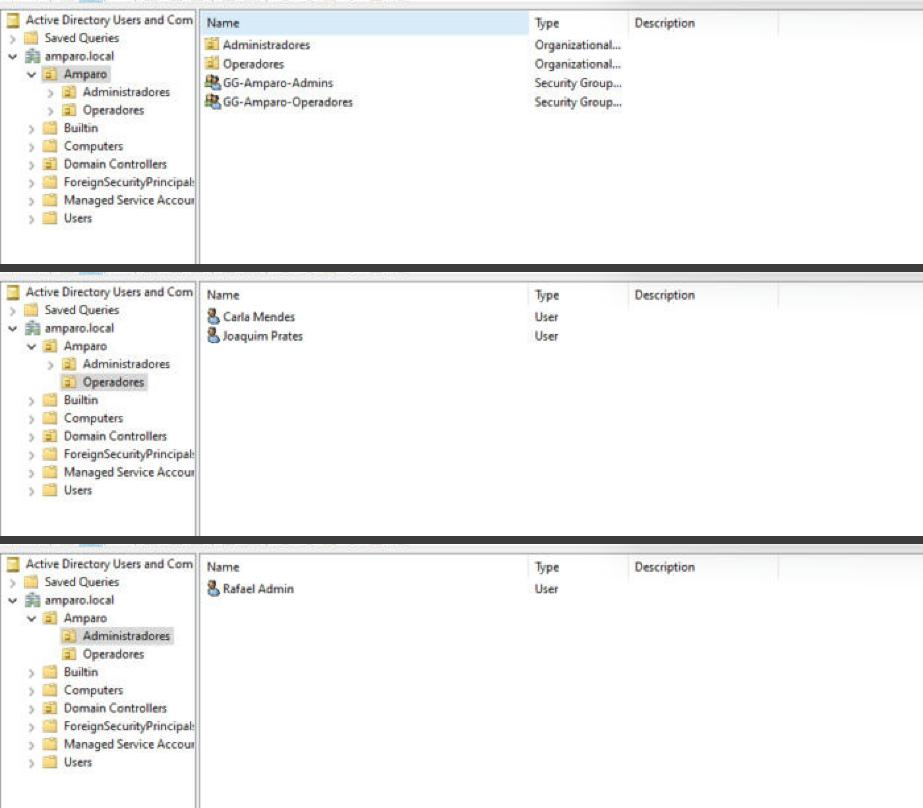 Active Directory Users and Com
Saved Queries
amparo.local
Amparo
Administradores
Operadores
Builtin
Computers
Domain Controllers
ForeignSecurityPrincipals
Managed Service Accour
Users
Name Type Description
Administradores Organizational...
Operadores Organizational...
GG-Amparo-Admins Security Group...
GG-Amparo-Operadores Security Group...
Active Directory Users and Com
Saved Queries
amparo.local
Amparo
Administradores
Operadores
Builtin
Computers
Domain Controllers
ForeignSecurityPrincipals
Managed Service Accour
Users
Name Type Description
Carla Mendes User
Joaquim Prates User
Active Directory Users and Com
Saved Queries
amparo.local
Amparo
Administradores
Operadores
Builtin
Computers
Domain Controllers
ForeignSecurityPrincipals
Managed Service Accour
Users
Name Type Description
Rafael Admin User